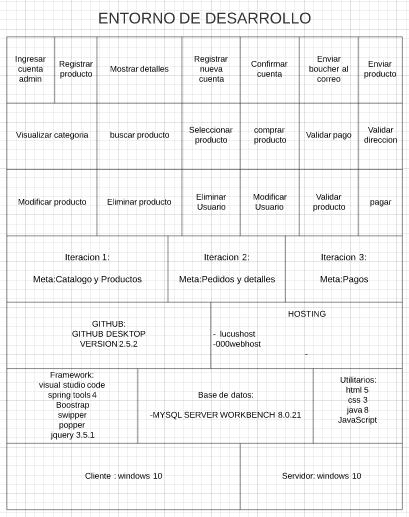 ENTORNO DE DESARROLLO
Ingresar
cuenta
admin
Registrar
producto
Mostrar detalles
Registrar
nueva
cuenta
Confirmar
cuenta
Enviar
boucher al
correo
Enviar
producto
Visualizar categoria
buscar producto
Seleccionar
producto
comprar
producto
Validar pago
Validar
direccion
Modificar producto
Eliminar producto
Eliminar
Usuario
Modificar
Usuario
Validar
producto
pagar
Iteracion 1:
Meta:Catalogo y Productos
Iteracion 2:
Meta:Pedidos y detalles
Iteracion 3:
Meta:Pagos
GITHUB:
GITHUB DESKTOP
VERSION 2.5.2
HOSTING
- lucushost
-000webhost
-
Framework:
visual studio code
spring tools 4
Boostrap
swipper
popper
jquery 3.5.1
Base de datos:
-MYSQL SERVER WORKBENCH 8.0.21
Utilitarios:
html 5
css 3
java 8
JavaScript
Cliente : windows 10
Servidor: windows 10